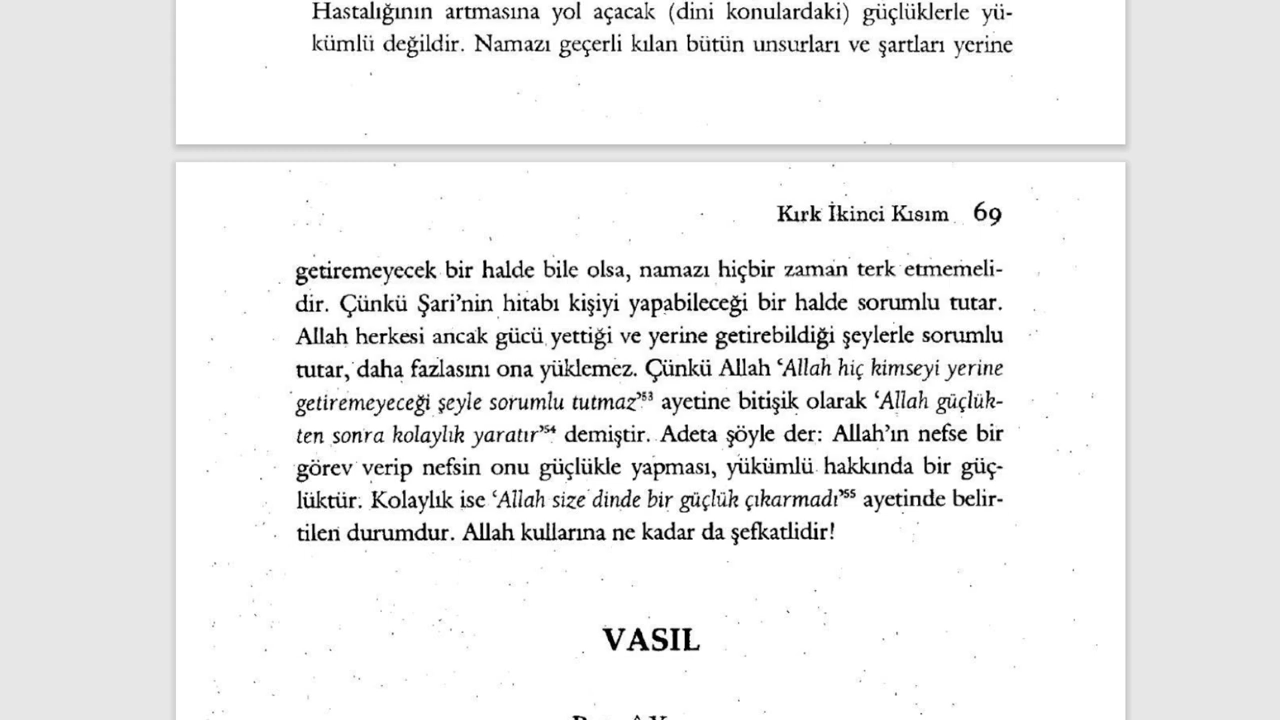 Hastalığının artmasına yol açacak (dini konulardaki) güçlüklerle yü-
kümlü değildir. Namazı geçerli kılan bütün unsurları ve şartları yerine
Kırk İkinci Kısım 69
getiremeyecek bir halde bile olsa, namazı hiçbir zaman terk etmemeli-
dir. Çünkü Şari'nin hitabı kişiyi yapabileceği bir halde sorumlu tutar.
Allah herkesi ancak gücü yettiği ve yerine getirebildiği şeylerle sorumlu
tutar, daha fazlasını ona yüklemez. Çünkü Allah ‘Allah hiç kimseyi yerine
getiremeyeceği şeyle sorumlu tutmaz’⁵³ ayetine bitişik olarak ‘Allah güçlük-
ten sonra kolaylık yaratır’⁵⁴ demiştir. Adeta şöyle der: Allah'ın nefse bir
görev verip nefsin onu güçlükle yapması, yükümlü hakkında bir güç-
lüktür. Kolaylık ise ‘Allah size dinde bir güçlük çıkarmadı’⁵⁵ ayetinde belir-
tilen durumdur. Allah kullarına ne kadar da şefkatlidir!
VASIL